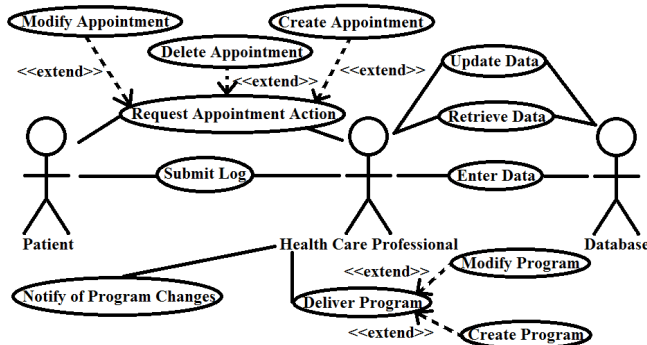 Modify Appointment
Create Appointment
Delete Appointment
<<extend>>
<<extend>>
<<extend>>
Update Data
Request Appointment Action
Retrieve Data
Submit Log
Enter Data
Patient
Health Care Professional
Database
Modify Program
<<extend>>
Notify of Program Changes
Deliver Program
<<extend>>
Create Program